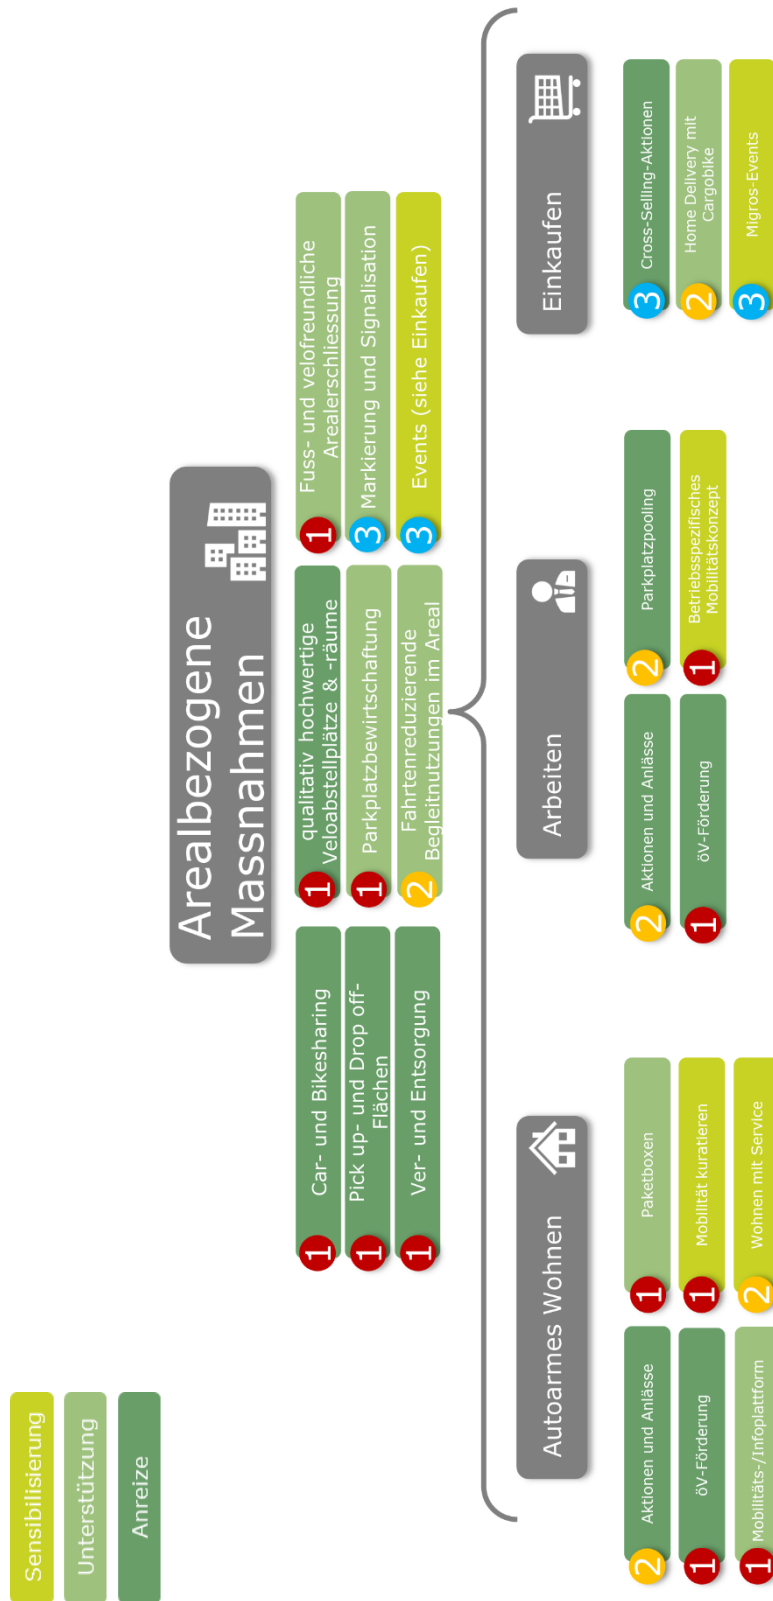 Sensibilisierung
Unterstützung
Anreize
Arealbezogene
Massnahmen
1 Car- und Bikesharing
1 Pick up- und Drop off-
Flächen
1 Ver- und Entsorgung
1 qualitativ hochwertige
Veloabstellplätze & -räume
1 Parkplatzbewirtschaftung
2 Fahrtenreduzierende
Begleitnutzungen im Areal
1 Fuss- und velofreundliche
Arealerschliessung
3 Markierung und Signalisation
3 Events (siehe Einkaufen)
Autoarmes Wohnen
2 Aktionen und Anlässe
1 öV-Förderung
1 Mobilitäts-/Infoplattform
1 Paketboxen
1 Mobilität kuratieren
2 Wohnen mit Service
Arbeiten
2 Aktionen und Anlässe
1 öV-Förderung
2 Parkplatzpooling
1 Betriebsspezifisches
Mobilitätskonzept
Einkaufen
3 Cross-Selling-Aktionen
2 Home Delivery mit
Cargobike
3 Migros-Events